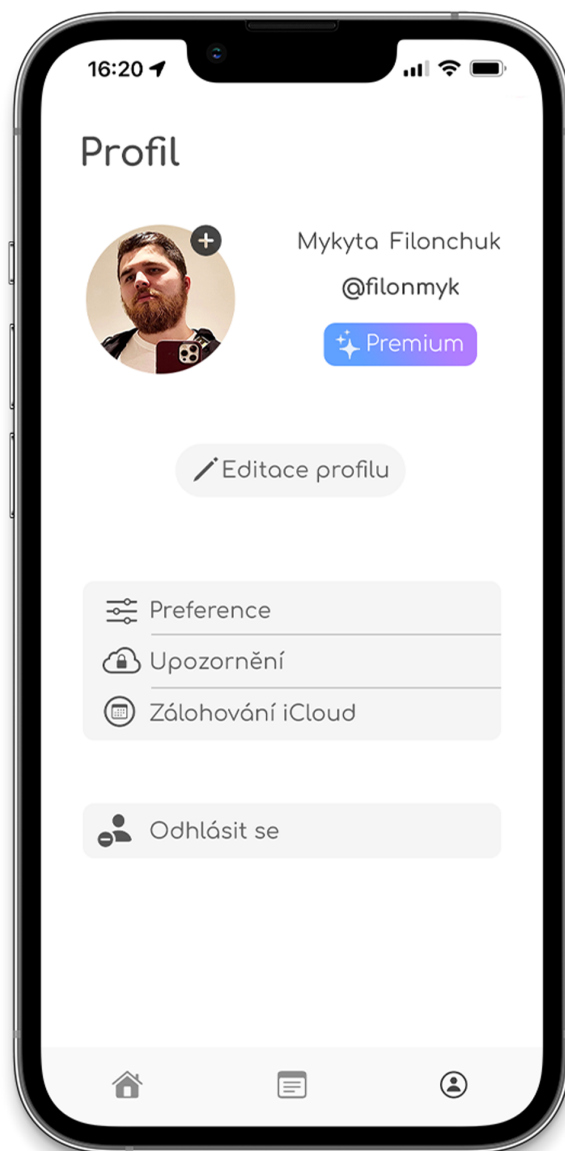 16:20
Profil
Mykyta Filonchuk
@filonmyk
Premium
Editace profilu
Preference
Upozornění
Zálohování iCloud
Odhlásit se